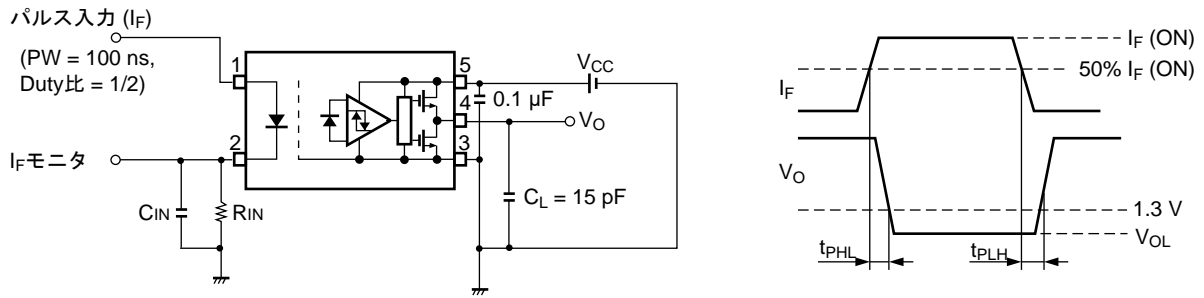 パルス入力 (IF)
(PW = 100 ns,
Duty比 = 1/2)
1
5
VCC
0.1 µF
4
VO
2
3
IFモニタ
CIN
RIN
CL = 15 pF
IF (ON)
50% IF (ON)
IF
VO
1.3 V
VOL
tPHL
tPLH